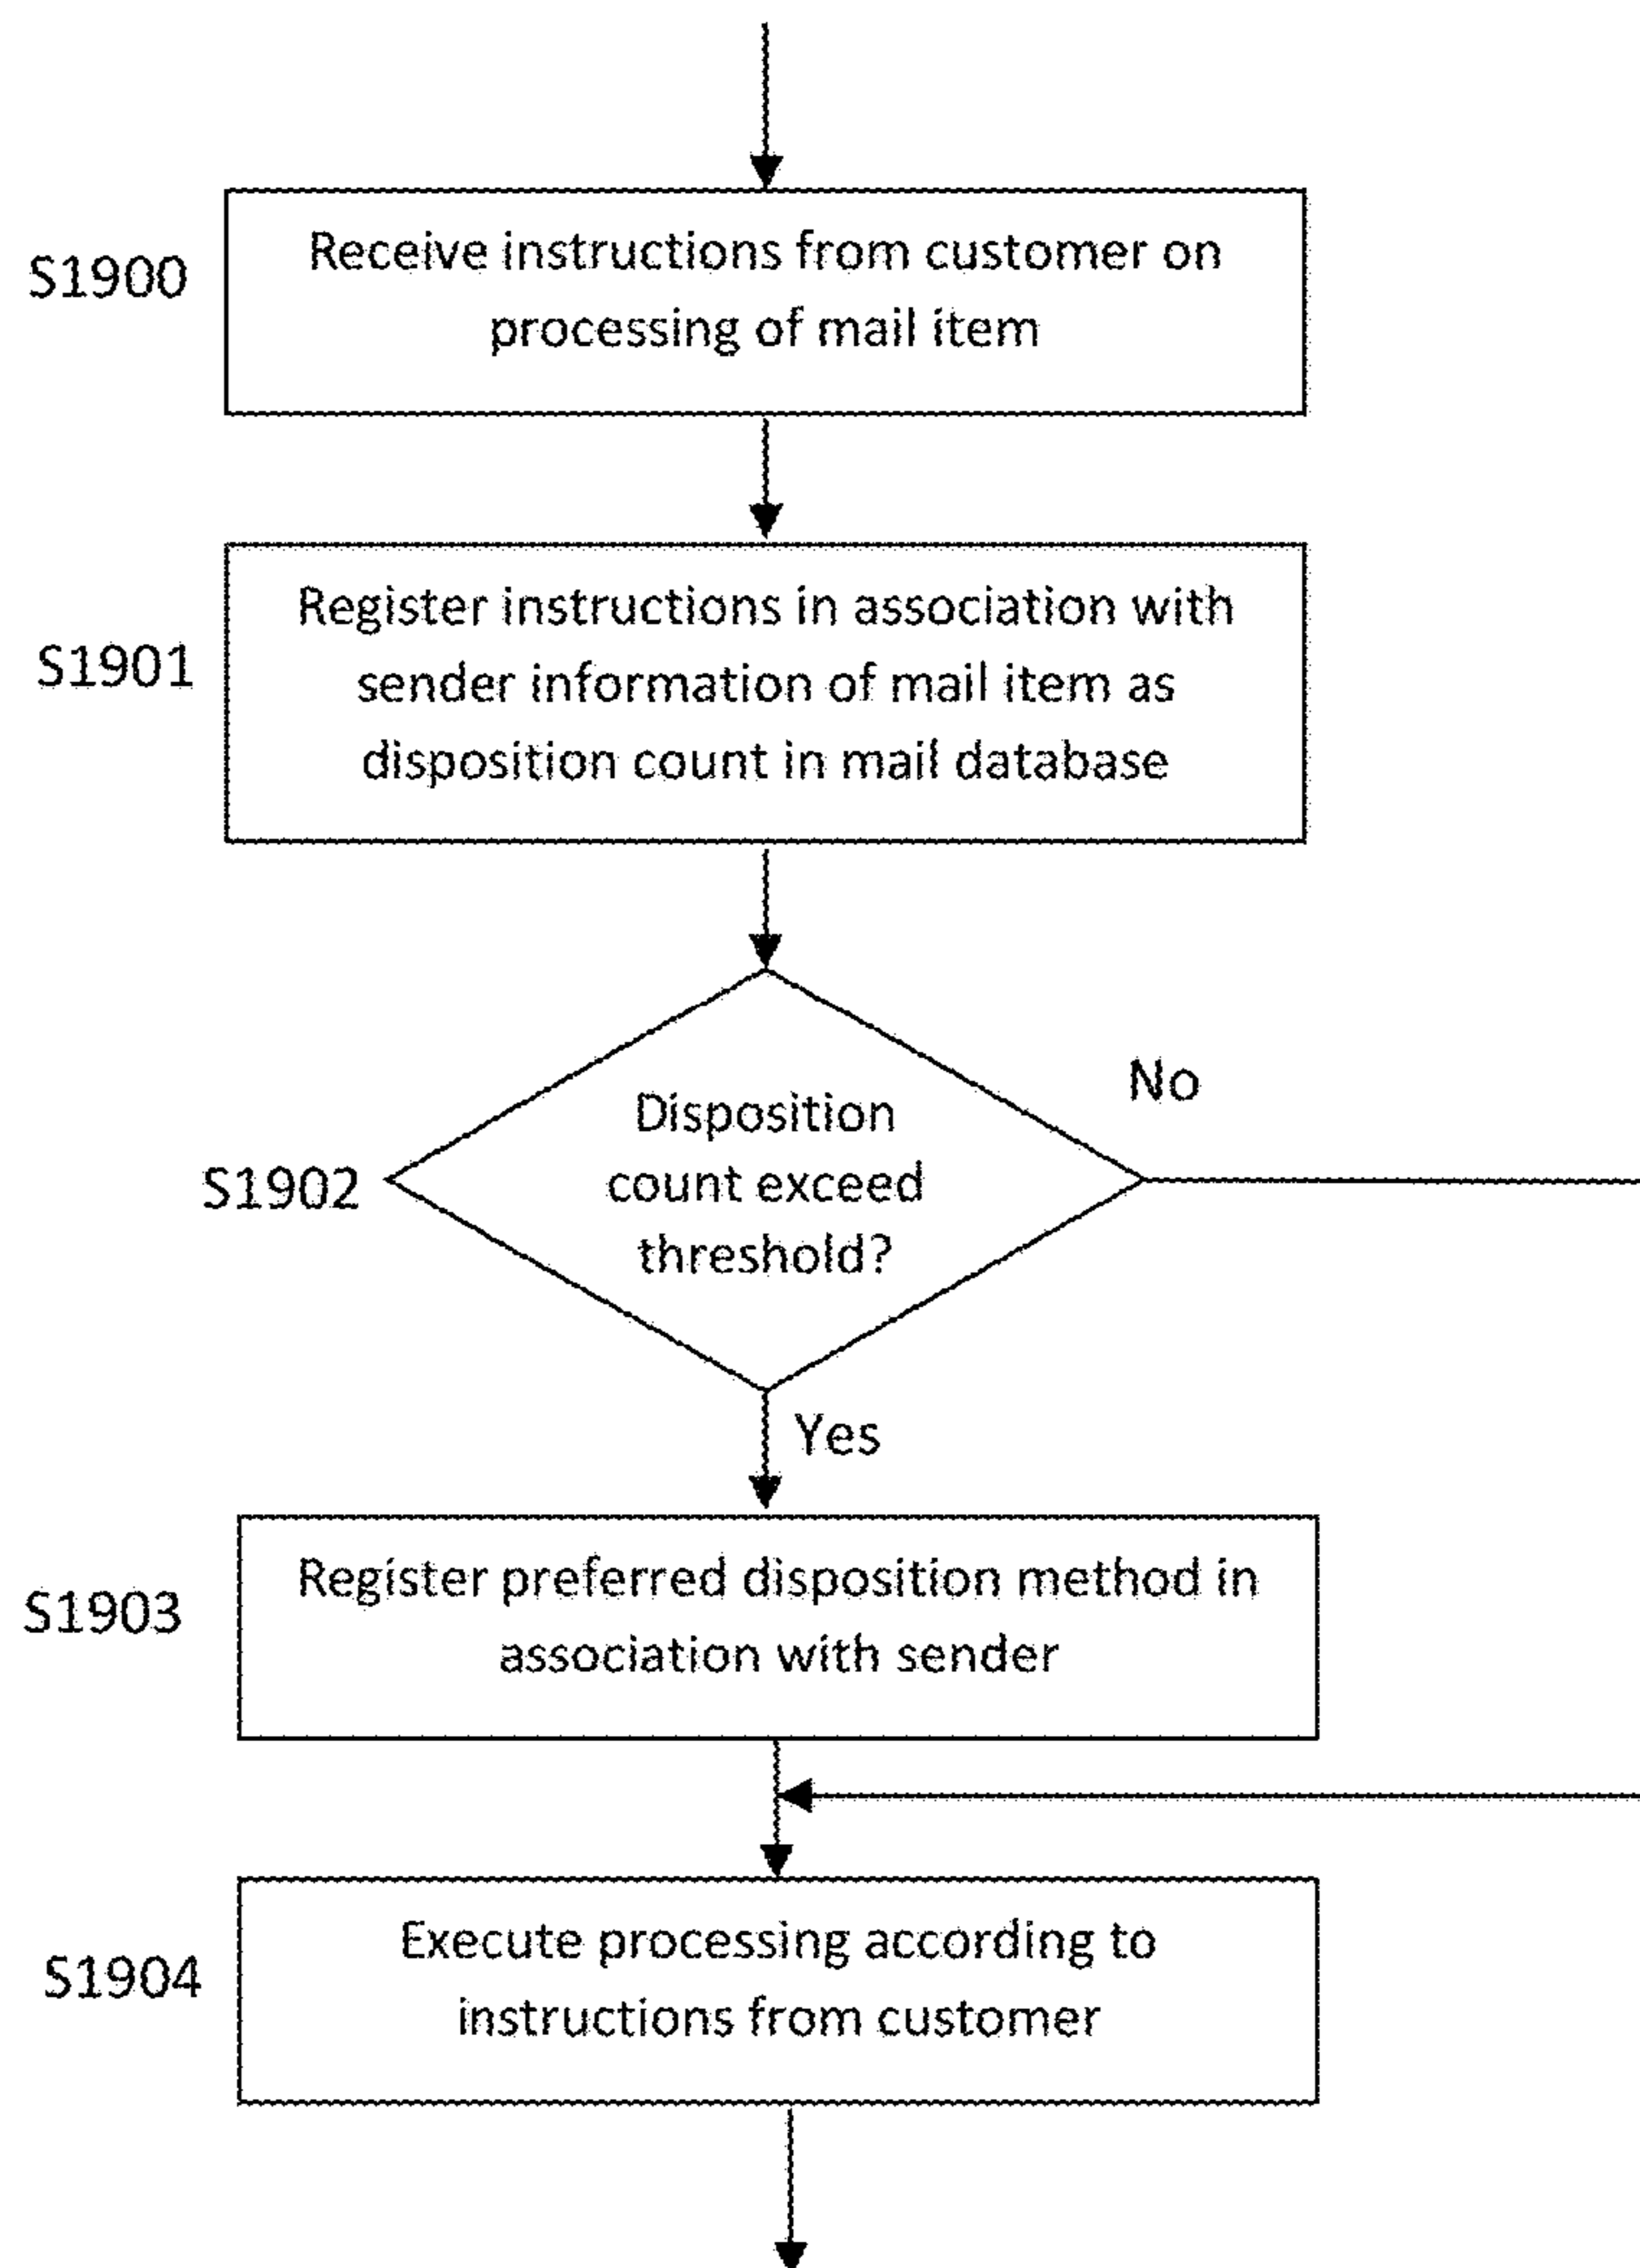 S1900
Receive instructions from customer on
processing of mail item
S1901
Register instructions in association with
sender information of mail item as
disposition count in mail database
S1902
Disposition
count exceed
threshold?
No
Yes
S1903
Register preferred disposition method in
association with sender
S1904
Execute processing according to
instructions from customer